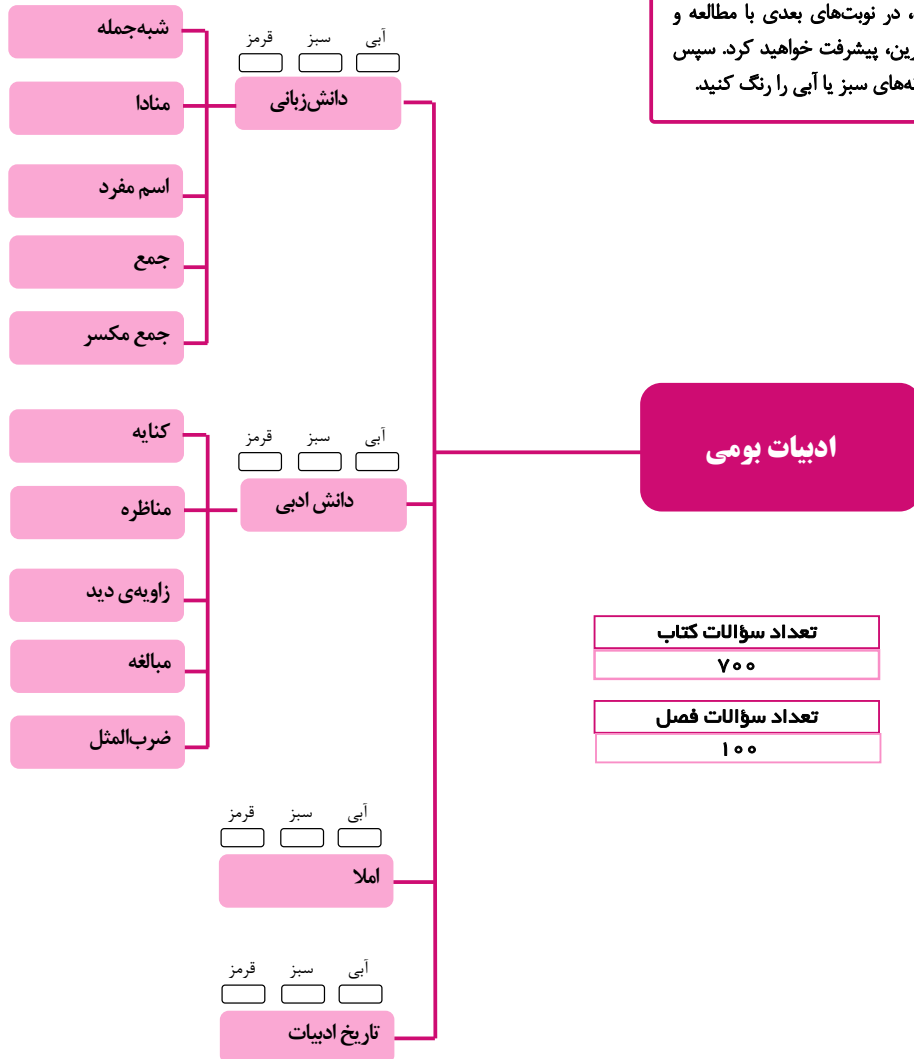 ، در نوبت‌های بعدی با مطالعه و
پیشرفت خواهید کرد. سپس
سبز یا آبی را رنگ کنید.
ادبیات بومی
تعداد سؤالات کتاب
۷۰۰
تعداد سؤالات فصل
۱۰۰
آبی سبز قرمز
دانش‌زبانی
شبه‌جمله
منادا
اسم مفرد
جمع
جمع مکسر
آبی سبز قرمز
دانش ادبی
کنایه
مناظره
زاویه‌ی دید
مبالغه
ضرب‌المثل
آبی سبز قرمز
املا
آبی سبز قرمز
تاریخ ادبیات